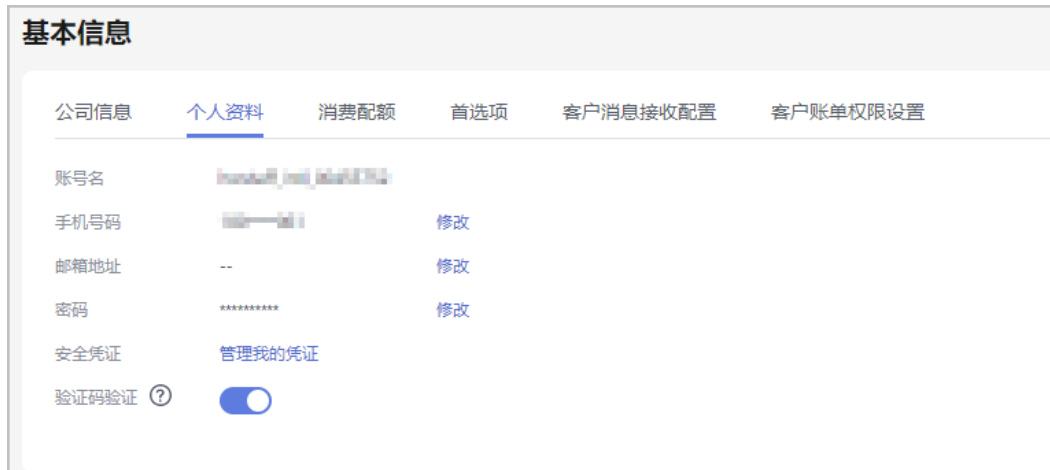 基本信息
公司信息 个人资料 消费配额 首选项 客户消息接收配置 客户账单权限设置
账号名
手机号码 修改
邮箱地址 -- 修改
密码 ********** 修改
安全凭证 管理我的凭证
验证码验证 ?